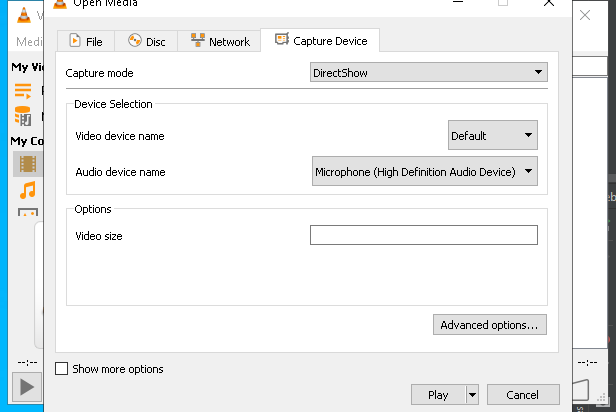 Open Media
V
Medi
File
Disc
Network
Capture Device
My Vi
Capture mode
DirectShow
Device Selection
Video device name
Default
My Co
Audio device name
Microphone (High Definition Audio Device)
Options
Video size
Advanced options...
--:--
Show more options
--:--
Play
Cancel